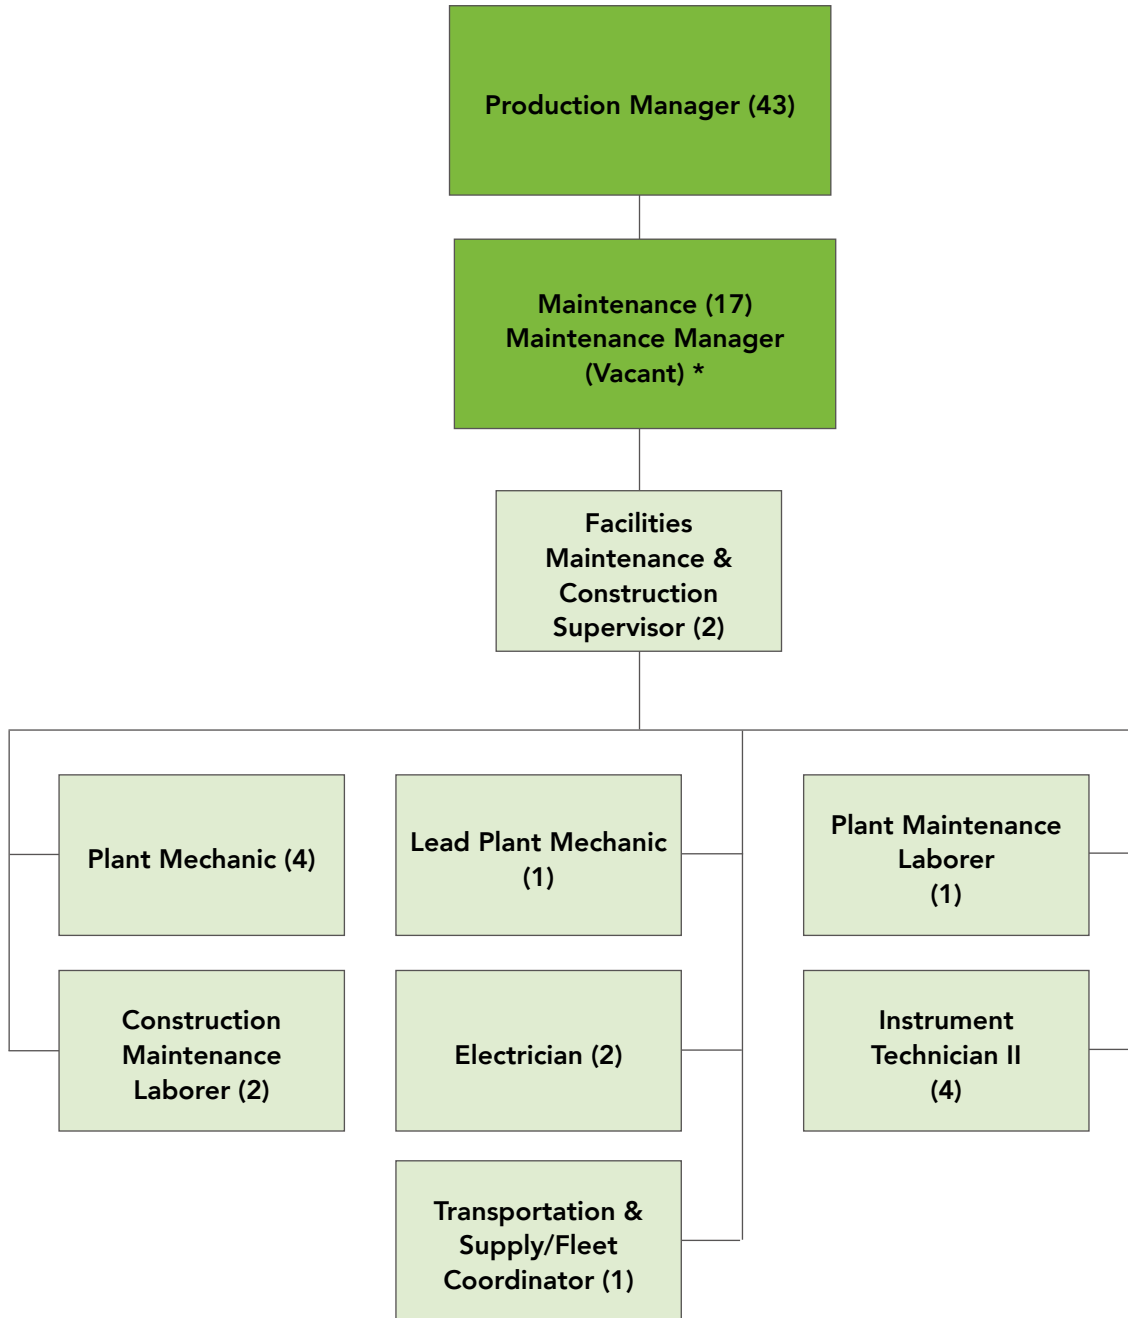 Production Manager (43)
Maintenance (17)
Maintenance Manager
(Vacant) *
Facilities
Maintenance &
Construction
Supervisor (2)
Plant Mechanic (4)
Lead Plant Mechanic
(1)
Plant Maintenance
Laborer
(1)
Construction
Maintenance
Laborer (2)
Electrician (2)
Instrument
Technician II
(4)
Transportation &
Supply/Fleet
Coordinator (1)